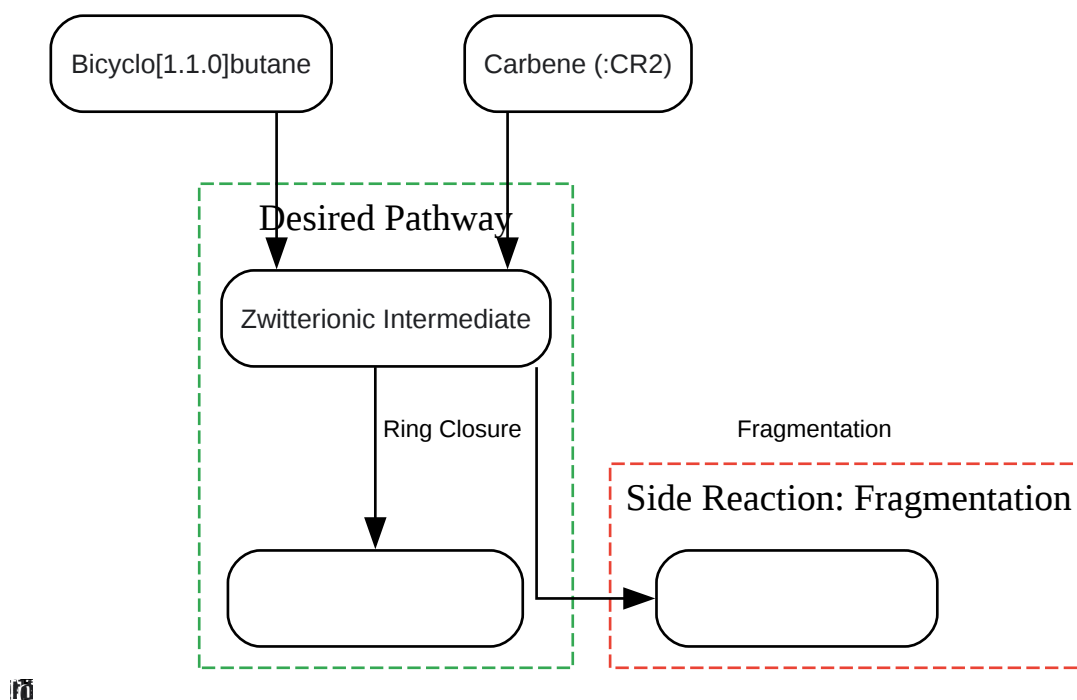 Bicyclo[1.1.0]butane
Carbene (:CR2)
Desired Pathway
Zwitterionic Intermediate
Ring Closure
Fragmentation
Side Reaction: Fragmentation